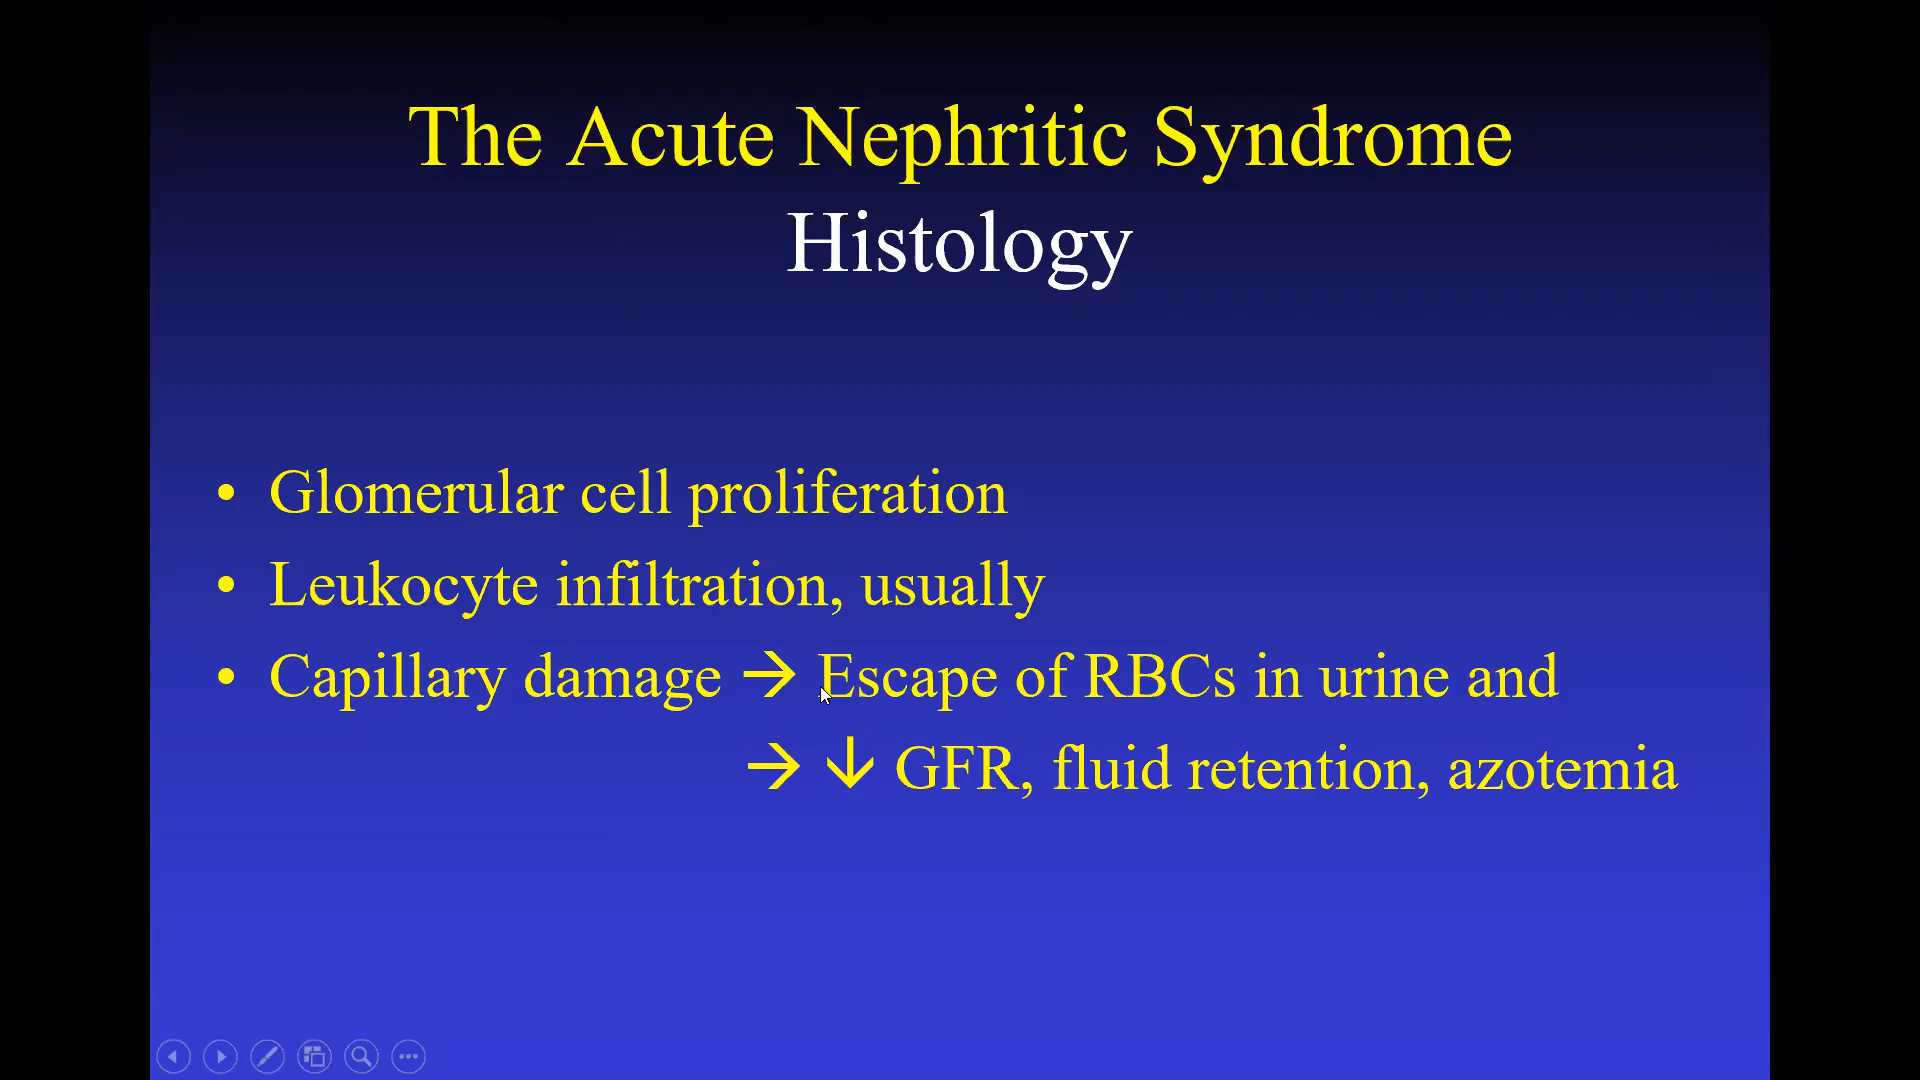 The Acute Nephritic Syndrome
Histology
• Glomerular cell proliferation
• Leukocyte infiltration, usually
• Capillary damage → Escape of RBCs in urine and
→ ↓ GFR, fluid retention, azotemia